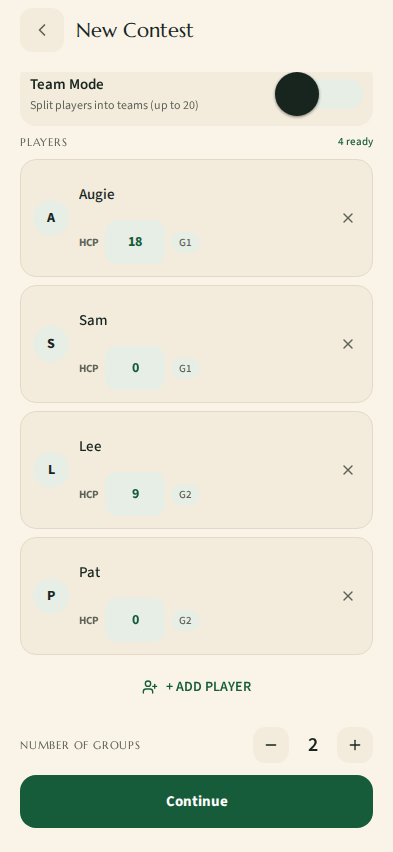 New Contest
Team Mode
Split players into teams (up to 20)
PLAYERS
4 ready
Augie
A
HCP 18 G1
Sam
S
HCP 0 G1
Lee
L
HCP 9 G2
Pat
P
HCP 0 G2
+ ADD PLAYER
NUMBER OF GROUPS
2
Continue